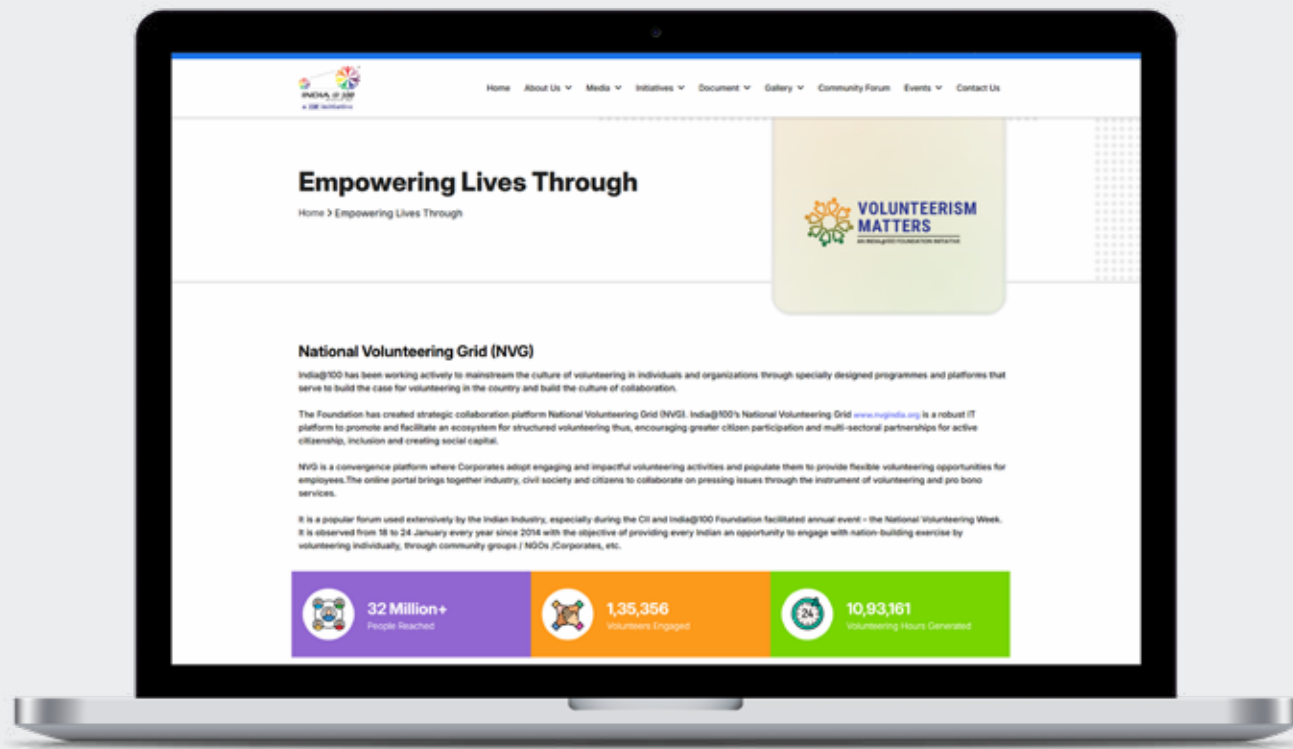 INDIA @ 100
a CII Initiative
Home About Us Media Initiatives Document Gallery Community Forum Events Contact Us
Empowering Lives Through
Home > Empowering Lives Through
VOLUNTEERISM
MATTERS
AN INDIA@100 FOUNDATION INITIATIVE
National Volunteering Grid (NVG)
India@100 has been working actively to mainstream the culture of volunteering in individuals and organizations through specially designed programmes and platforms that
serve to build the case for volunteering in the country and build the culture of collaboration.
The Foundation has created strategic collaboration platform National Volunteering Grid (NVG). India@100's National Volunteering Grid www.nvgindia.org is a robust IT
platform to promote and facilitate an ecosystem for structured volunteering thus, encouraging greater citizen participation and multi-sectoral partnerships for active
citizenship, inclusion and creating social capital.
NVG is a convergence platform where Corporates adopt engaging and impactful volunteering activities and populate them to provide flexible volunteering opportunities for
employees.The online portal brings together industry, civil society and citizens to collaborate on pressing issues through the instrument of volunteering and pro bono
services.
It is a popular forum used extensively by the Indian Industry, especially during the CII and India@100 Foundation facilitated annual event – the National Volunteering Week.
It is observed from 18 to 24 January every year since 2014 with the objective of providing every Indian an opportunity to engage with nation-building exercise by
volunteering individually, through community groups / NGOs /Corporates, etc.
32 Million+
People Reached
1,35,356
Volunteers Engaged
24
10,93,161
Volunteering Hours Generated